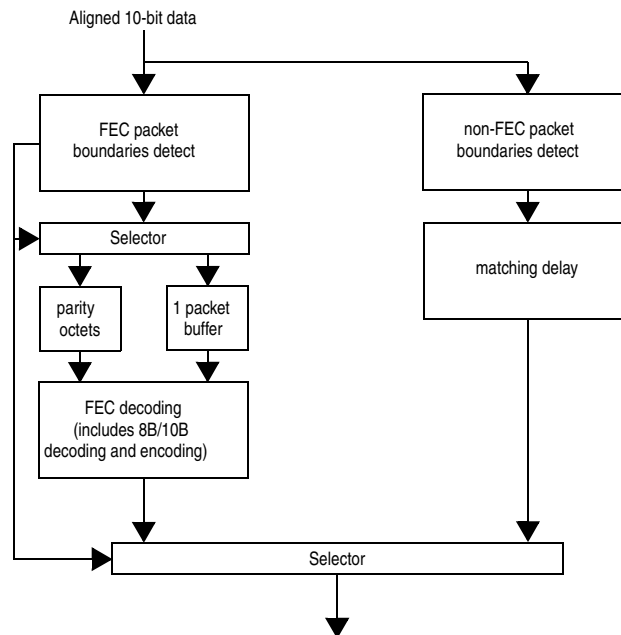 Aligned 10-bit data
FEC packet
boundaries detect
non-FEC packet
boundaries detect
Selector
matching delay
parity
octets
1 packet
buffer
FEC decoding
(includes 8B/10B
decoding and encoding)
Selector